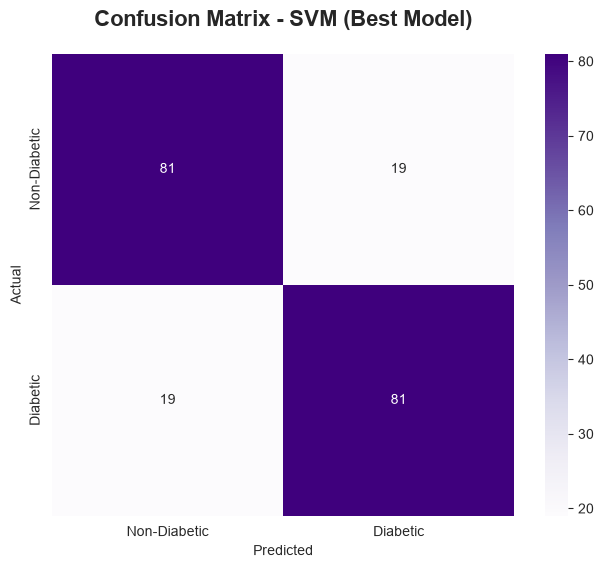 Confusion Matrix - SVM (Best Model)
Non-Diabetic
Diabetic
Actual
81
19
19
81
Non-Diabetic
Diabetic
Predicted
80
70
60
50
40
30
20